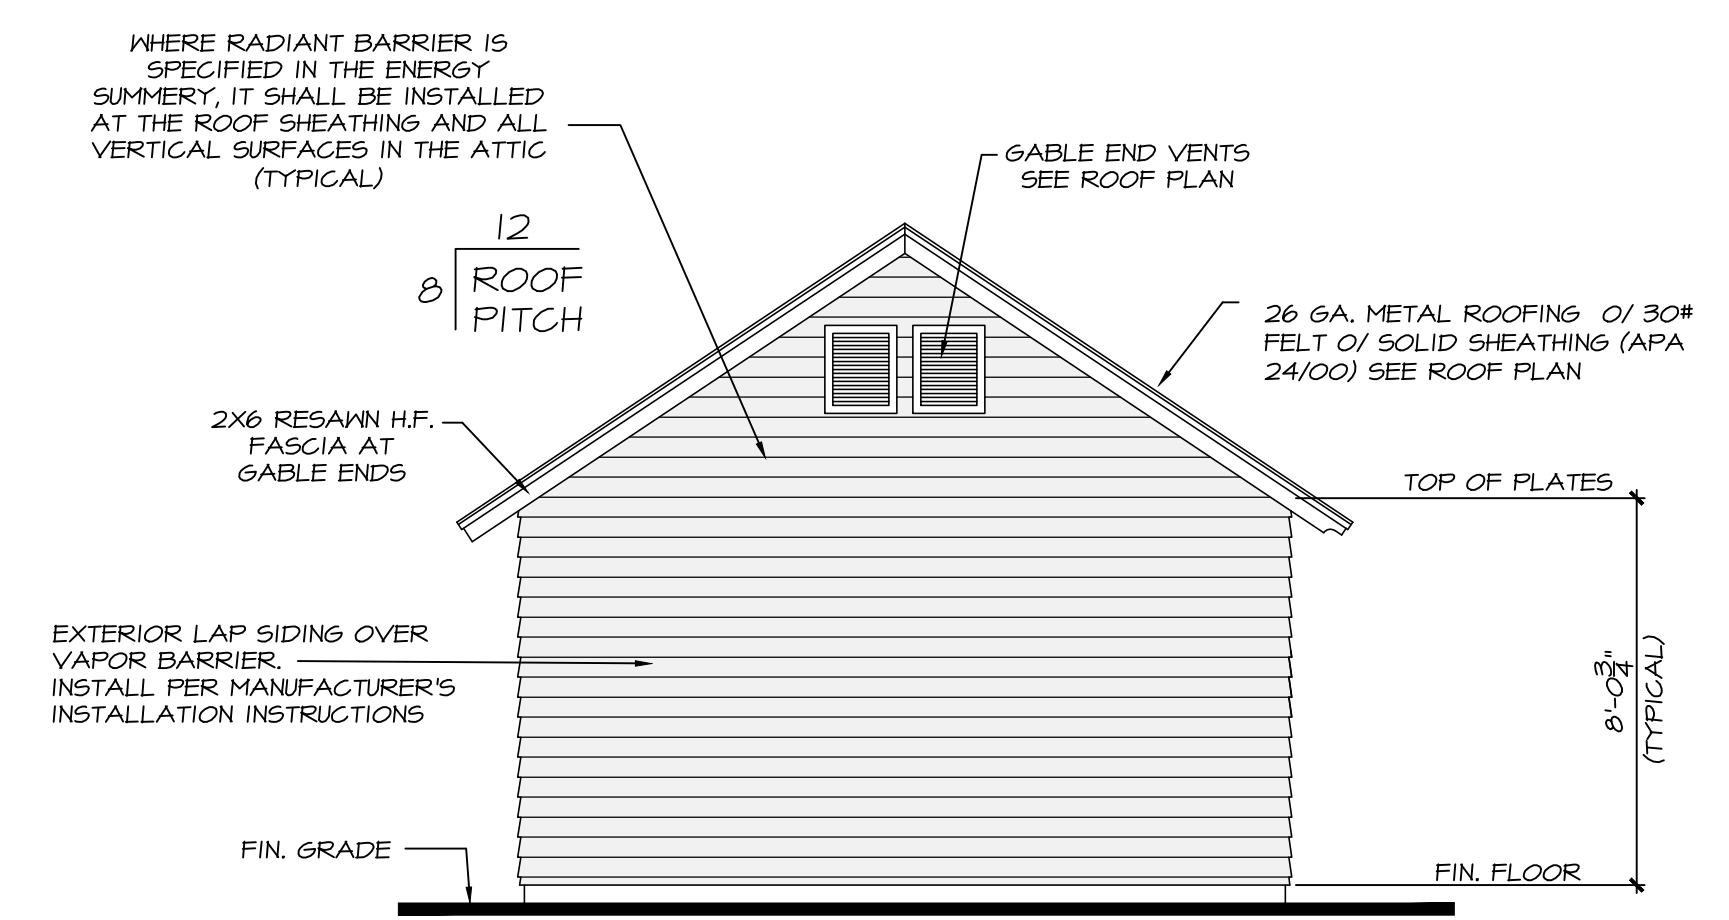 WHERE RADIANT BARRIER IS
SPECIFIED IN THE ENERGY
SUMMERY, IT SHALL BE INSTALLED
AT THE ROOF SHEATHING AND ALL
VERTICAL SURFACES IN THE ATTIC
(TYPICAL)
GABLE END VENTS
SEE ROOF PLAN
12
8
ROOF
PITCH
26 GA. METAL ROOFING O/ 30#
FELT O/ SOLID SHEATHING (APA
24/00) SEE ROOF PLAN
2X6 RESAWN H.F.
FASCIA AT
GABLE ENDS
TOP OF PLATES
EXTERIOR LAP SIDING OVER
VAPOR BARRIER.
INSTALL PER MANUFACTURER'S
INSTALLATION INSTRUCTIONS
8'-0 3/4"
(TYPICAL)
FIN. GRADE
FIN. FLOOR